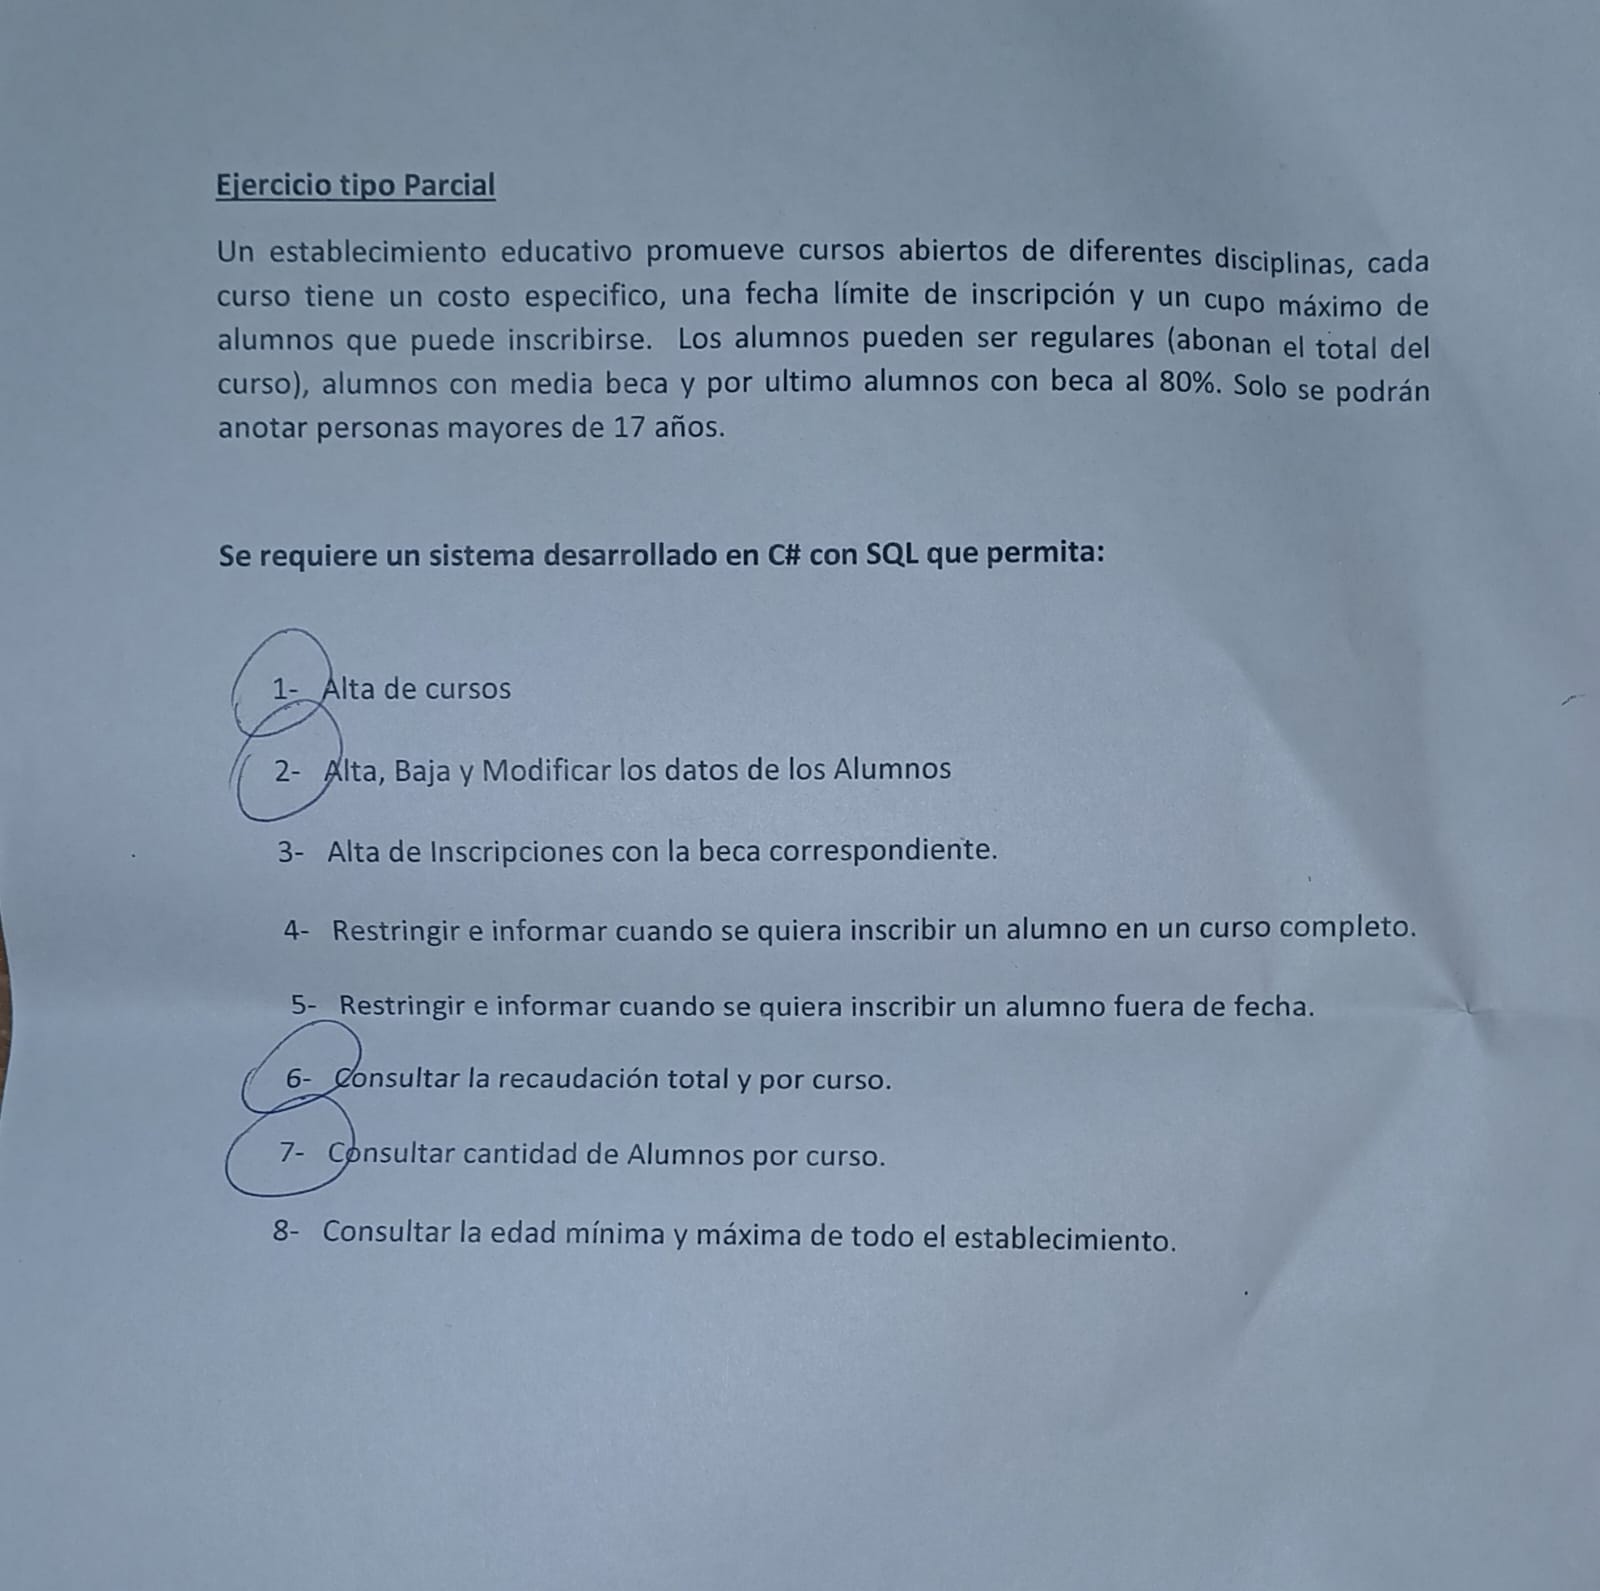 Ejercicio tipo Parcial
Un establecimiento educativo promueve cursos abiertos de diferentes disciplinas, cada
curso tiene un costo especifico, una fecha límite de inscripción y un cupo máximo de
alumnos que puede inscribirse. Los alumnos pueden ser regulares (abonan el total del
curso), alumnos con media beca y por ultimo alumnos con beca al 80%. Solo se podrán
anotar personas mayores de 17 años.
Se requiere un sistema desarrollado en C# con SQL que permita:
1- Alta de cursos
2- Alta, Baja y Modificar los datos de los Alumnos
3- Alta de Inscripciones con la beca correspondiente.
4- Restringir e informar cuando se quiera inscribir un alumno en un curso completo.
5- Restringir e informar cuando se quiera inscribir un alumno fuera de fecha.
6- Consultar la recaudación total y por curso.
7- Consultar cantidad de Alumnos por curso.
8- Consultar la edad mínima y máxima de todo el establecimiento.